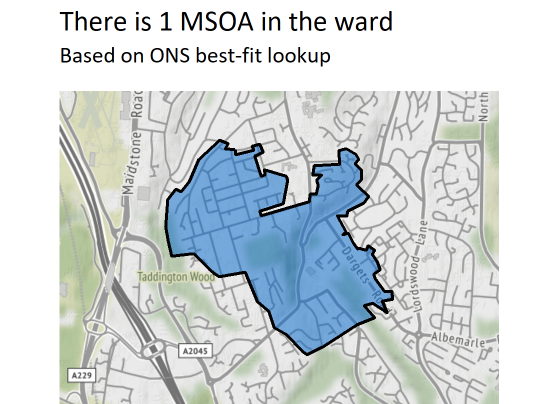 There is 1 MSOA in the ward
Based on ONS best-fit lookup
Maidstone Road
North
Lordswood Lane
Dargets R
Taddington Wood
A2045
Albemarle
A229